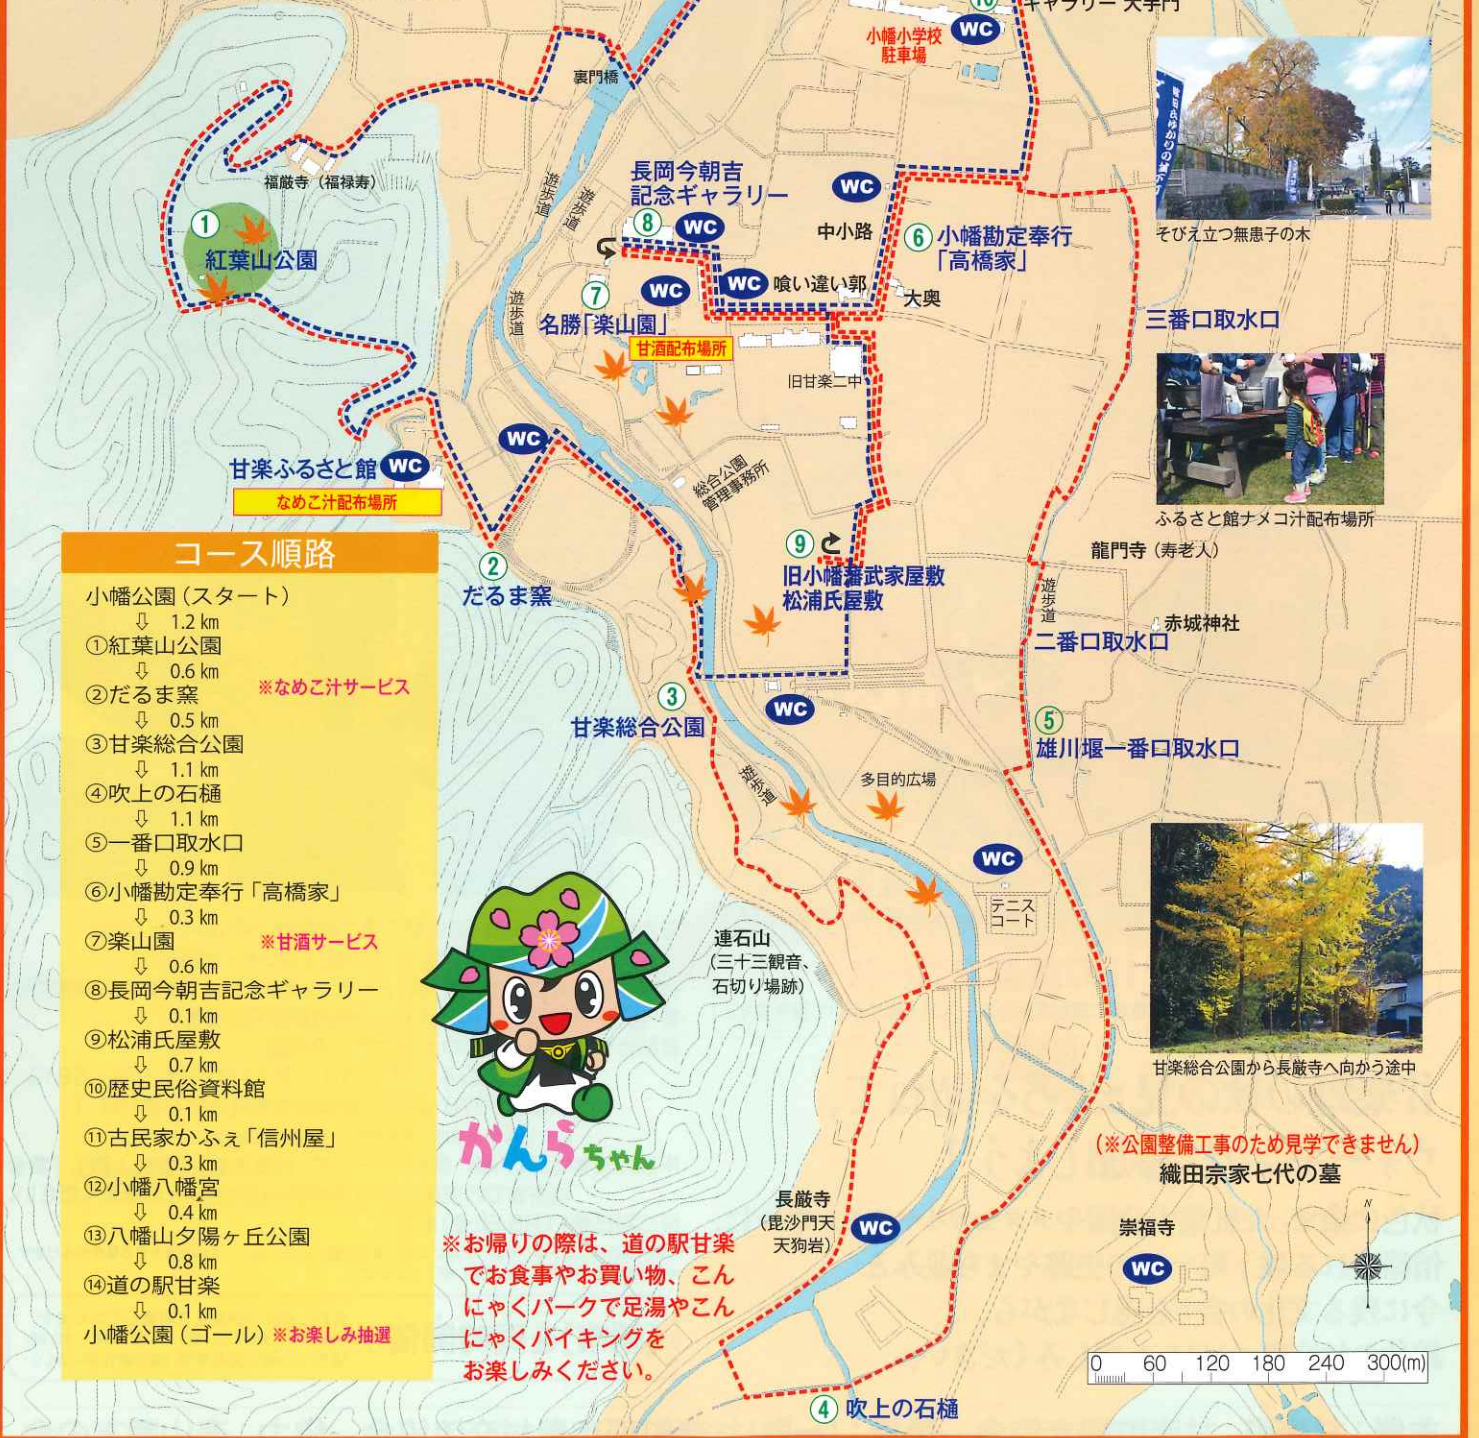 ギャラリー 大手門
小幡小学校
駐車場
WC
裏門橋
福厳寺（福禄寿）
遊歩道
遊歩道
長岡今朝吉
記念ギャラリー
⑧
WC
WC
中小路
⑥ 小幡勘定奉行
「高橋家」
そびえ立つ無患子の木
①
紅葉山公園
WC
WC
喰い違い郭
大奥
⑦
名勝「楽山園」
甘酒配布場所
遊歩道
三番口取水口
旧甘楽二中
甘楽ふるさと館
WC
なめこ汁配布場所
WC
総合公園
管理事務所
ふるさと館ナメコ汁配布場所
龍門寺（寿老人）
②
だるま窯
⑨
旧小幡藩武家屋敷
松浦氏屋敷
遊歩道
赤城神社
二番口取水口
③
甘楽総合公園
WC
⑤
雄川堰一番口取水口
遊歩道
多目的広場
WC
テニス
コート
連石山
（三十三観音、
石切り場跡）
甘楽総合公園から長厳寺へ向かう途中
（※公園整備工事のため見学できません）
織田宗家七代の墓
崇福寺
WC
長厳寺
（毘沙門天
天狗岩）
WC
④ 吹上の石樋
N
0 60 120 180 240 300(m)
がんらちゃん
※お帰りの際は、道の駅甘楽
でお食事やお買い物、こん
にゃくパークで足湯やこん
にゃくバイキングを
お楽しみください。
コース順路
小幡公園（スタート）
⇩ 1.2 km
①紅葉山公園
⇩ 0.6 km
※なめこ汁サービス
②だるま窯
⇩ 0.5 km
③甘楽総合公園
⇩ 1.1 km
④吹上の石樋
⇩ 1.1 km
⑤一番口取水口
⇩ 0.9 km
⑥小幡勘定奉行「高橋家」
⇩ 0.3 km
⑦楽山園 ※甘酒サービス
⇩ 0.6 km
⑧長岡今朝吉記念ギャラリー
⇩ 0.1 km
⑨松浦氏屋敷
⇩ 0.7 km
⑩歴史民俗資料館
⇩ 0.1 km
⑪古民家かふぇ「信州屋」
⇩ 0.3 km
⑫小幡八幡宮
⇩ 0.4 km
⑬八幡山夕陽ヶ丘公園
⇩ 0.8 km
⑭道の駅甘楽
⇩ 0.1 km
小幡公園（ゴール）※お楽しみ抽選